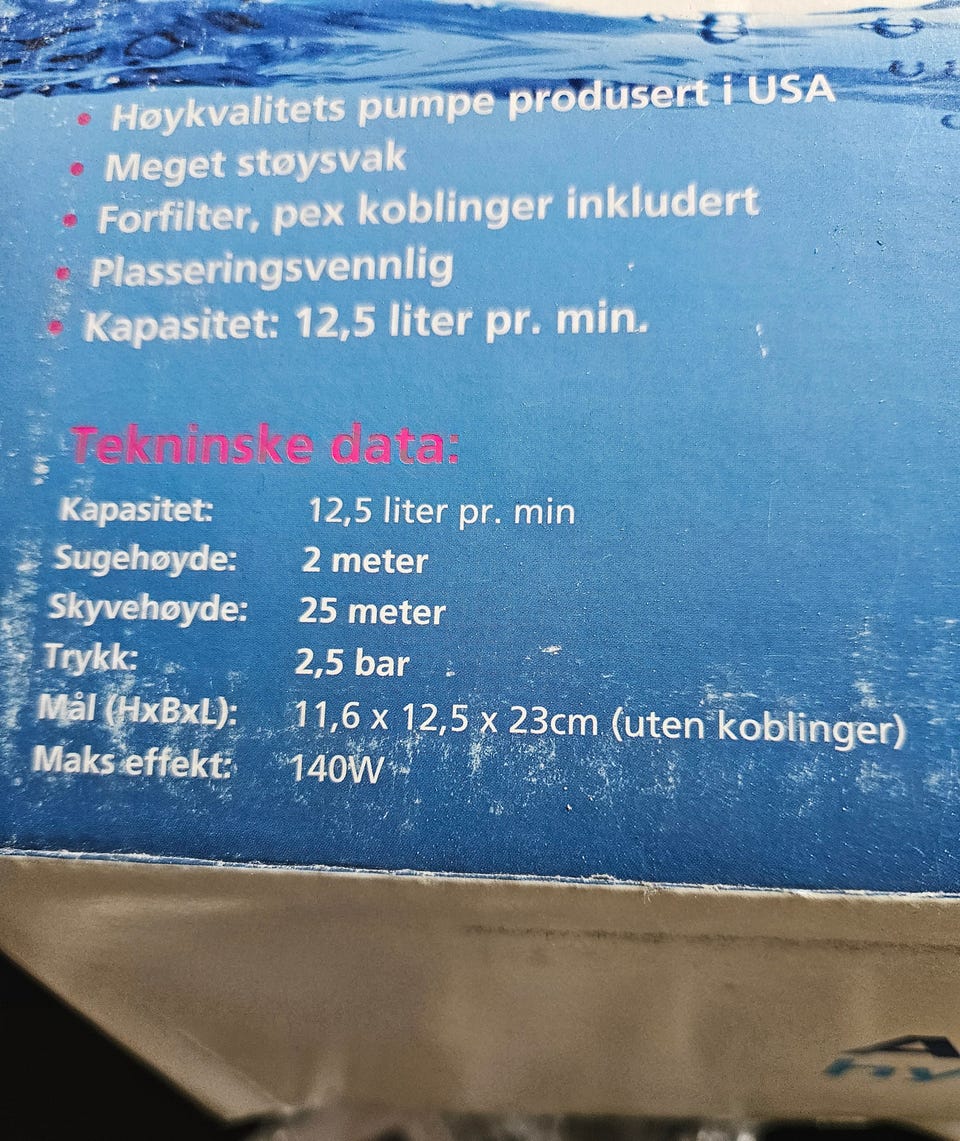 • Høykvalitets pumpe produsert i USA
• Meget støysvak
• Forfilter, pex koblinger inkludert
• Plasseringsvennlig
• Kapasitet: 12,5 liter pr. min.
Tekninske data:
Kapasitet: 12,5 liter pr. min
Sugehøyde: 2 meter
Skyvehøyde: 25 meter
Trykk: 2,5 bar
Mål (HxBxL): 11,6 x 12,5 x 23cm (uten koblinger)
Maks effekt: 140W